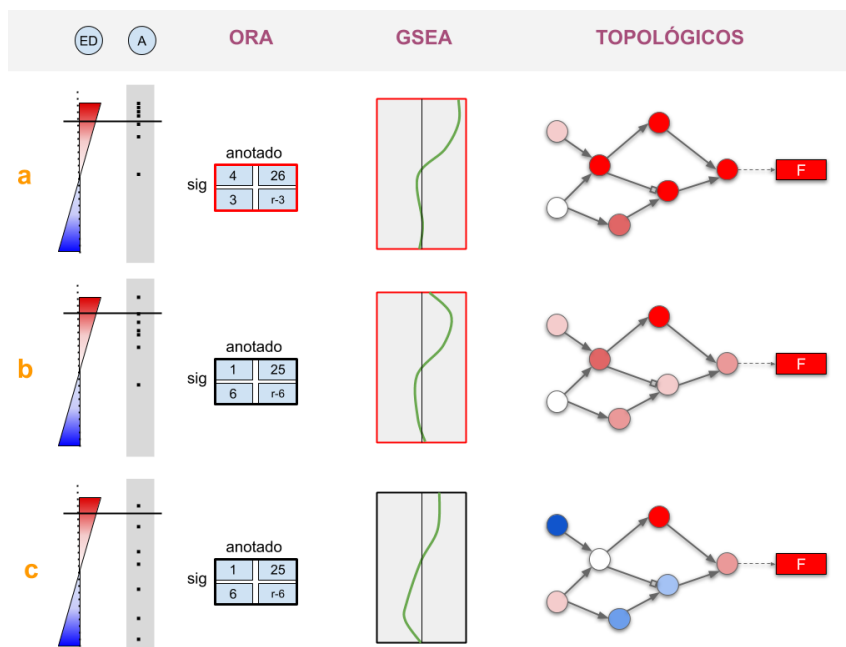 ED A ORA GSEA TOPOLÓGICOS
a
anotado
sig
4 26
3 r-3
F
b
anotado
sig
1 25
6 r-6
F
c
anotado
sig
1 25
6 r-6
F